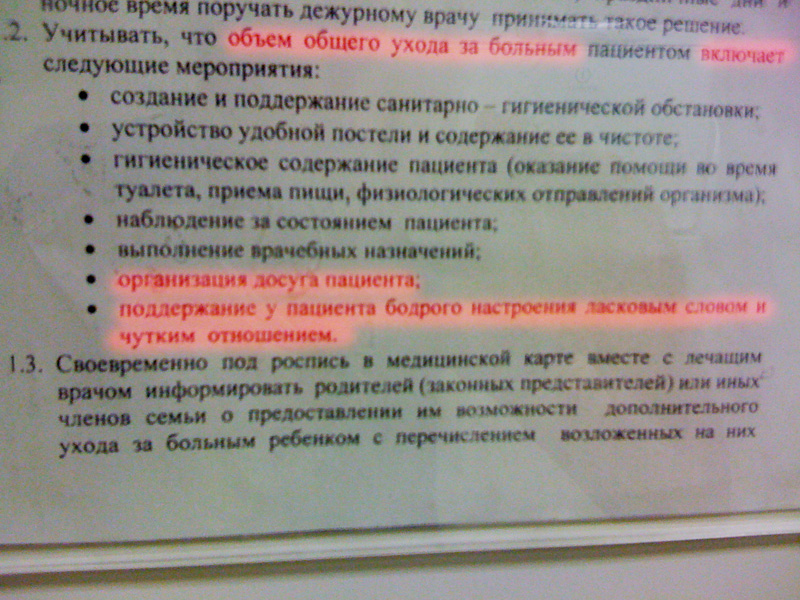 ночное время поручать дежурному врачу принимать такое решение.
.2. Учитывать, что объем общего ухода за больным пациентом включает
следующие мероприятия:
• создание и поддержание санитарно – гигиенической обстановки;
• устройство удобной постели и содержание ее в чистоте;
• гигиеническое содержание пациента (оказание помощи во время
туалета, приема пищи, физиологических отправлений организма);
• наблюдение за состоянием пациента;
• выполнение врачебных назначений;
• организация досуга пациента;
• поддержание у пациента бодрого настроения ласковым словом и
чутким отношением.
1.3. Своевременно под роспись в медицинской карте вместе с лечащим
врачом информировать родителей (законных представителей) или иных
членов семьи о предоставлении им возможности дополнительного
ухода за больным ребенком с перечислением возложенных на них